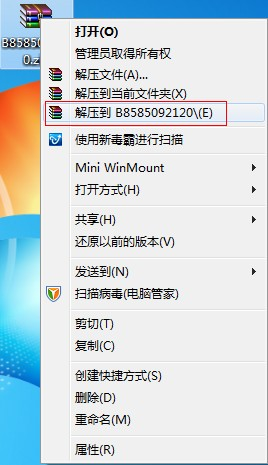 B85850
0.z
打开(O)
管理员取得所有权
解压文件(A)...
解压到当前文件夹(X)
解压到 B8585092120\(E)
使用新毒霸进行扫描
Mini WinMount
打开方式(H)
共享(H)
还原以前的版本(V)
发送到(N)
扫描病毒(电脑管家)
剪切(T)
复制(C)
创建快捷方式(S)
删除(D)
重命名(M)
属性(R)